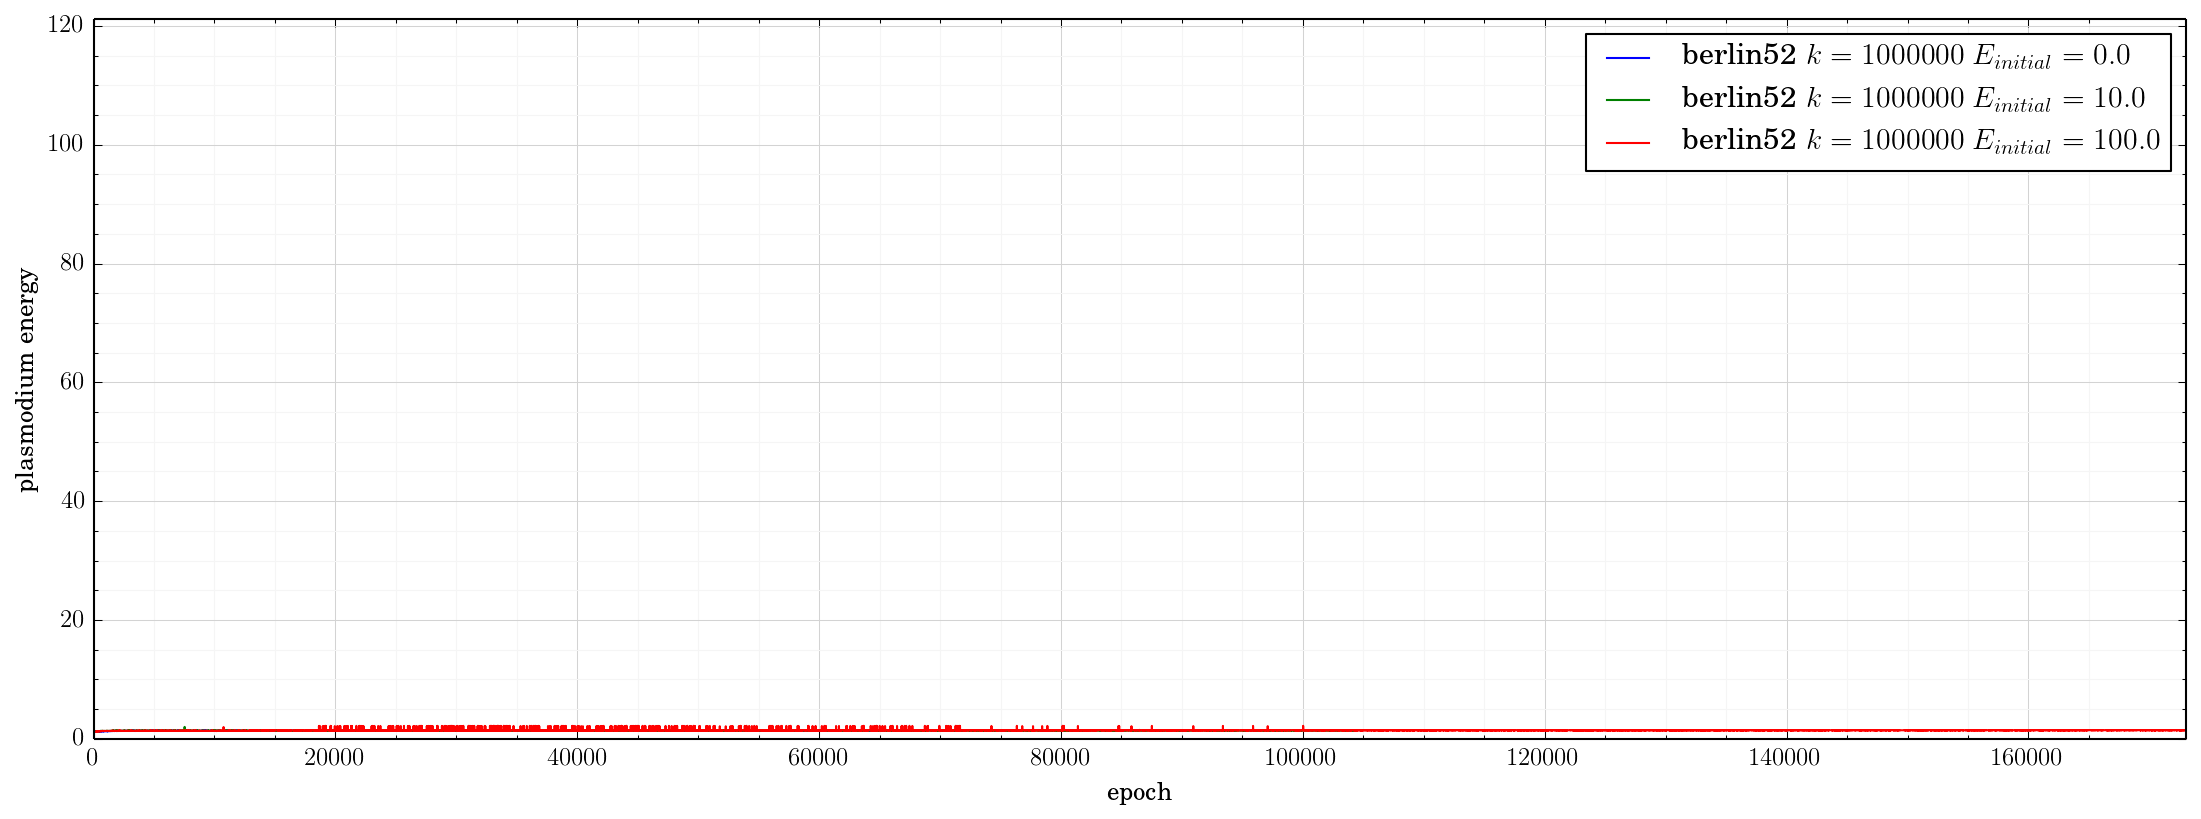 120
100
80
60
40
20
0
plasmodium energy
berlin52 k = 1000000 E_initial = 0.0
berlin52 k = 1000000 E_initial = 10.0
berlin52 k = 1000000 E_initial = 100.0
0 20000 40000 60000 80000 100000 120000 140000 160000
epoch